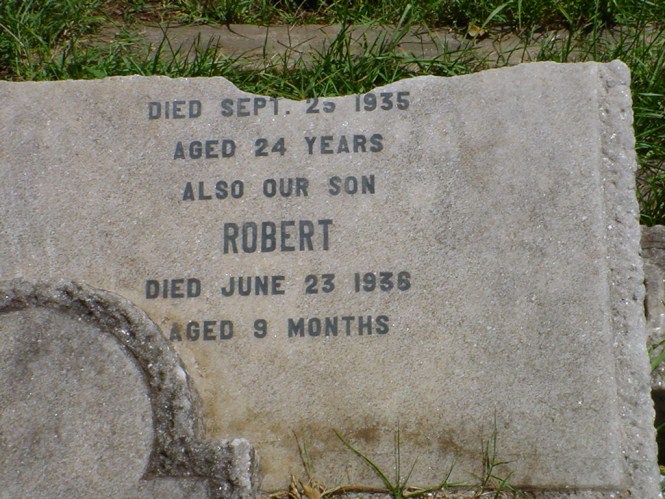 DIED SEPT. 25 1935
AGED 24 YEARS
ALSO OUR SON
ROBERT
DIED JUNE 23 1936
AGED 9 MONTHS